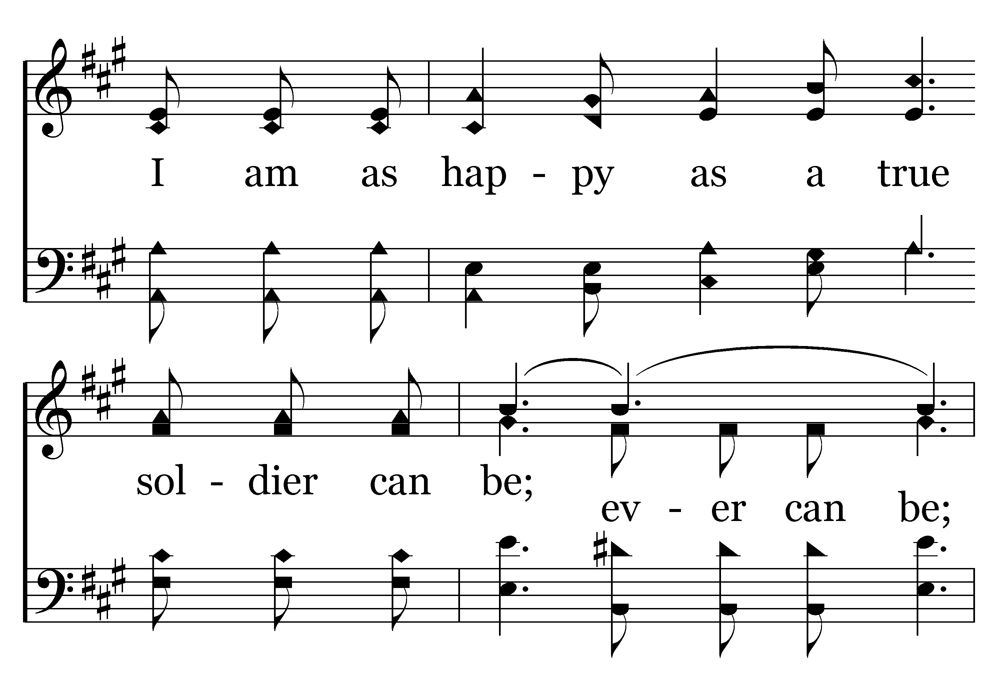 I am as hap - py as a true
sol - dier can be;
ev - er can be;